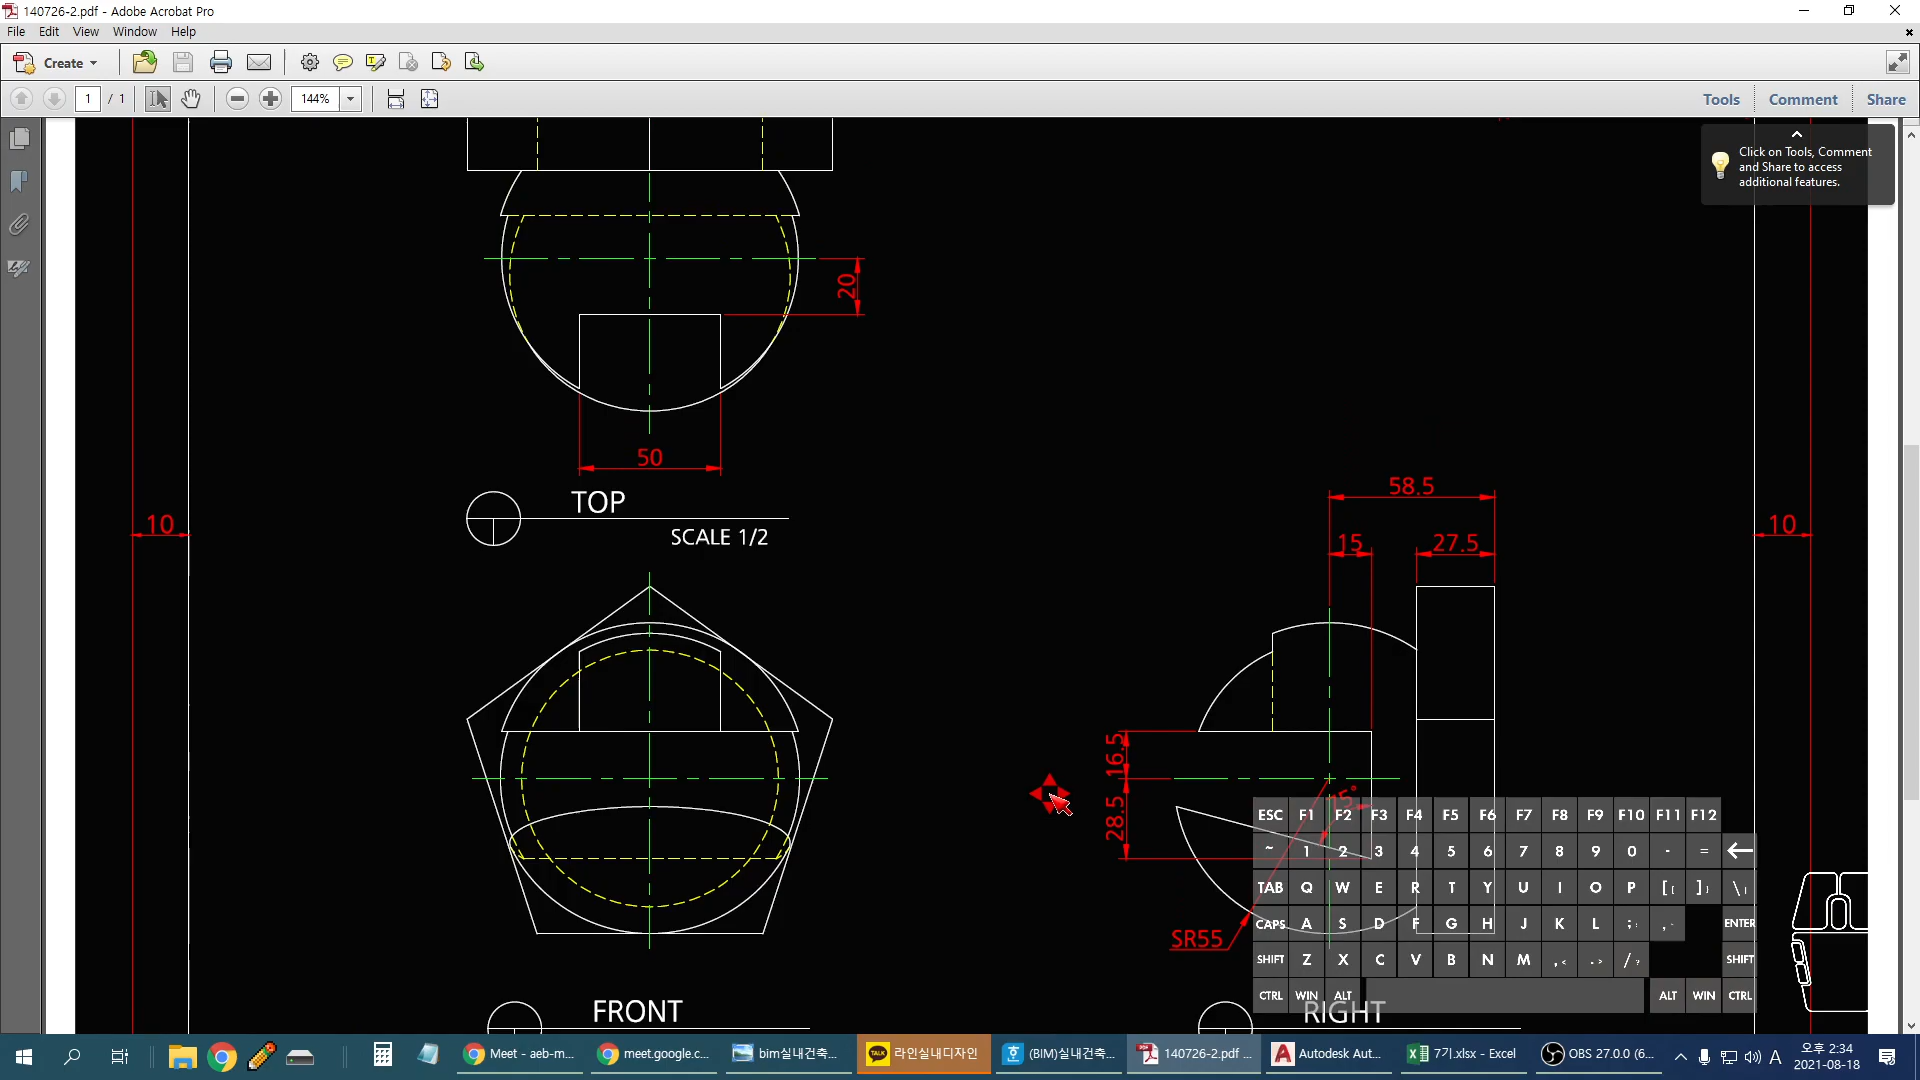 140726-2.pdf - Adobe Acrobat Pro
File Edit View Window Help
Create
1 / 1 144% Tools Comment Share
Click on Tools, Comment
and Share to access
additional features.
20
50
TOP
SCALE 1/2
10
10
58.5
15 27.5
16.5
28.5
15°
SR55
FRONT
RIGHT
ESC F1 F2 F3 F4 F5 F6 F7 F8 F9 F10 F11 F12
~ 1 2 3 4 5 6 7 8 9 0 - = ←
TAB Q W E R T Y U I O P [{ ]} \|
CAPS A S D F G H J K L ENTER
SHIFT Z X C V B N M ,< .> /? SHIFT
CTRL WIN ALT ALT WIN CTRL
Meet - aeb-m... meet.google.c... bim실내건축... TALK 라인실내디자인 (BIM)실내건축... 140726-2.pdf ... Autodesk Aut... 7기.xlsx - Excel OBS 27.0.0 (6... A 오후 2:34
2021-08-18